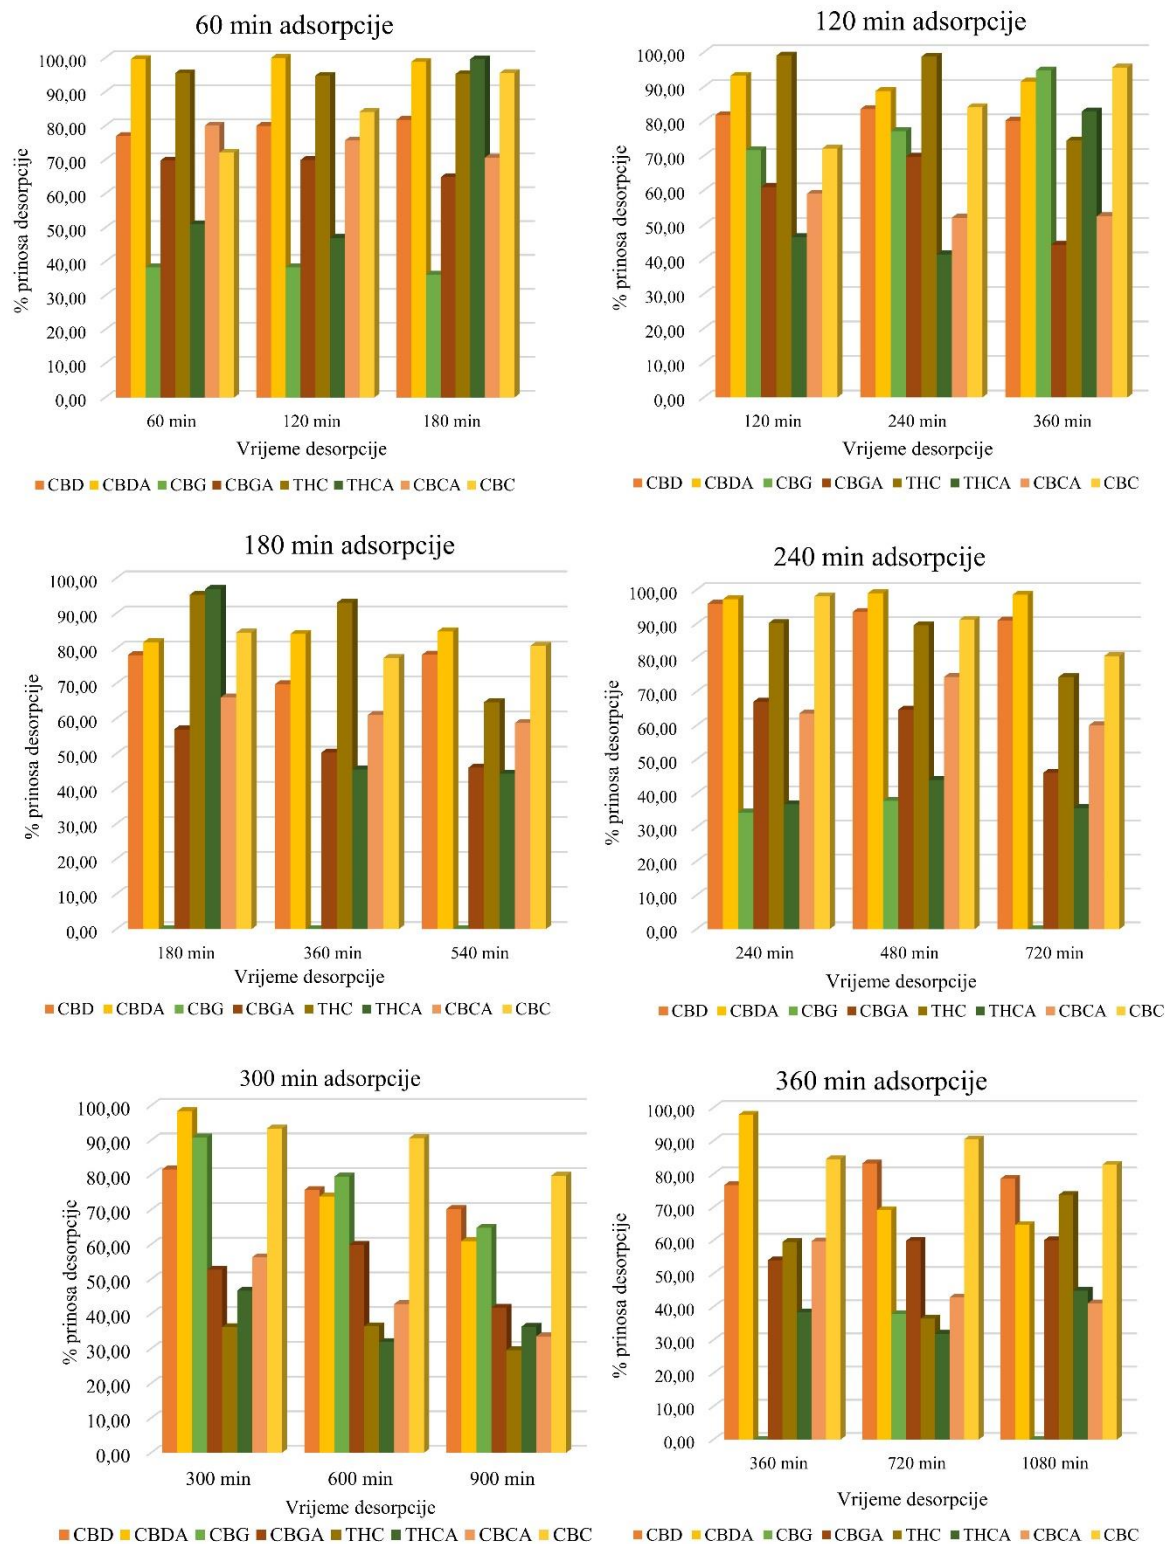 60 min adsorpcije
100,00
90,00
80,00
70,00
60,00
50,00
40,00
30,00
20,00
10,00
0,00
% prinosa desorpcije
60 min 120 min 180 min
Vrijeme desorpcije
CBD CBDA CBG CBGA THC THCA CBCA CBC
120 min adsorpcije
100,00
90,00
80,00
70,00
60,00
50,00
40,00
30,00
20,00
10,00
0,00
% prinosa desorpcije
120 min 240 min 360 min
Vrijeme desorpcije
CBD CBDA CBG CBGA THC THCA CBCA CBC
180 min adsorpcije
100,00
90,00
80,00
70,00
60,00
50,00
40,00
30,00
20,00
10,00
0,00
% prinosa desorpcije
180 min 360 min 540 min
Vrijeme desorpcije
CBD CBDA CBG CBGA THC THCA CBCA CBC
240 min adsorpcije
100,00
90,00
80,00
70,00
60,00
50,00
40,00
30,00
20,00
10,00
0,00
% prinosa desorpcije
240 min 480 min 720 min
Vrijeme desorpcije
CBD CBDA CBG CBGA THC THCA CBCA CBC
300 min adsorpcije
100,00
90,00
80,00
70,00
60,00
50,00
40,00
30,00
20,00
10,00
0,00
% prinosa desorpcije
300 min 600 min 900 min
Vrijeme desorpcije
CBD CBDA CBG CBGA THC THCA CBCA CBC
360 min adsorpcije
100,00
90,00
80,00
70,00
60,00
50,00
40,00
30,00
20,00
10,00
0,00
% prinosa desorpcije
360 min 720 min 1080 min
Vrijeme desorpcije
CBD CBDA CBG CBGA THC THCA CBCA CBC